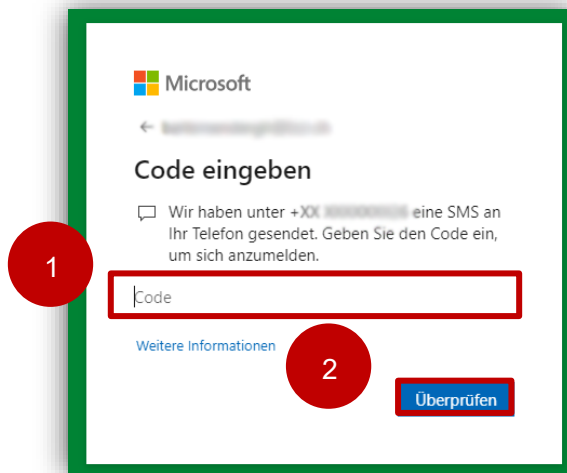 Microsoft
←
Code eingeben
Wir haben unter +XX eine SMS an
Ihr Telefon gesendet. Geben Sie den Code ein,
um sich anzumelden.
1
Code
Weitere Informationen
2
Überprüfen